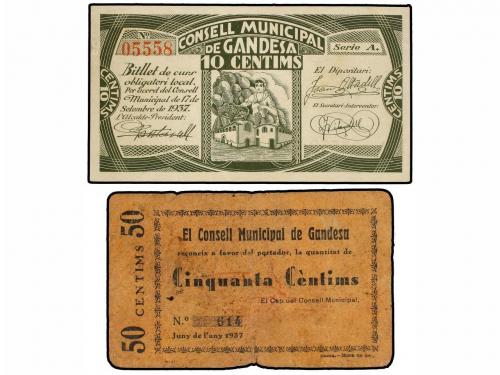 CONSELL MUNICIPAL
DE GANDESA
10 CENTIMS
Nº
05558
Serie A.
Bitllet de curs
obligatori local.
Per acord del Consell
Municipal de 17 de
Setembre de 1937.
L'Alcalde-President:
El Dipositari:
El Secretari-Interventor:
CENTIMS 10
CENTIMS 10
50 CENTIMS 50
El Consell Municipal de Gandesa
reconeix a favor del portador, la quantitat de
Cinquanta Cèntims
El Cap del Consell Municipal,
N.º 614
Juny de l'any 1937